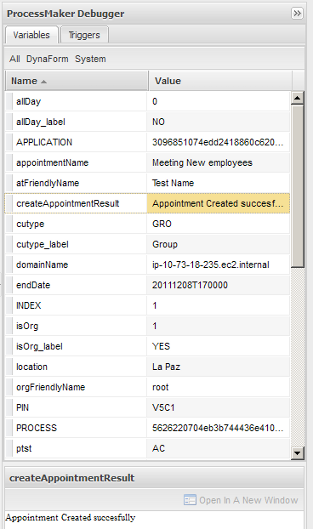 ProcessMaker Debugger
Variables Triggers
All DynaForm System
Name Value
allDay 0
allDay_label NO
APPLICATION 3096851074edd2418860c620...
appointmentName Meeting New employees
atFriendlyName Test Name
createAppointmentResult Appointment Created succesf...
cutype GRO
cutype_label Group
domainName ip-10-73-18-235.ec2.internal
endDate 20111208T170000
INDEX 1
isOrg 1
isOrg_label YES
location La Paz
orgFriendlyName root
PIN V5C1
PROCESS 5626220704eb3b744436e410...
ptst AC
createAppointmentResult
Open In A New Window
Appointment Created succesfully